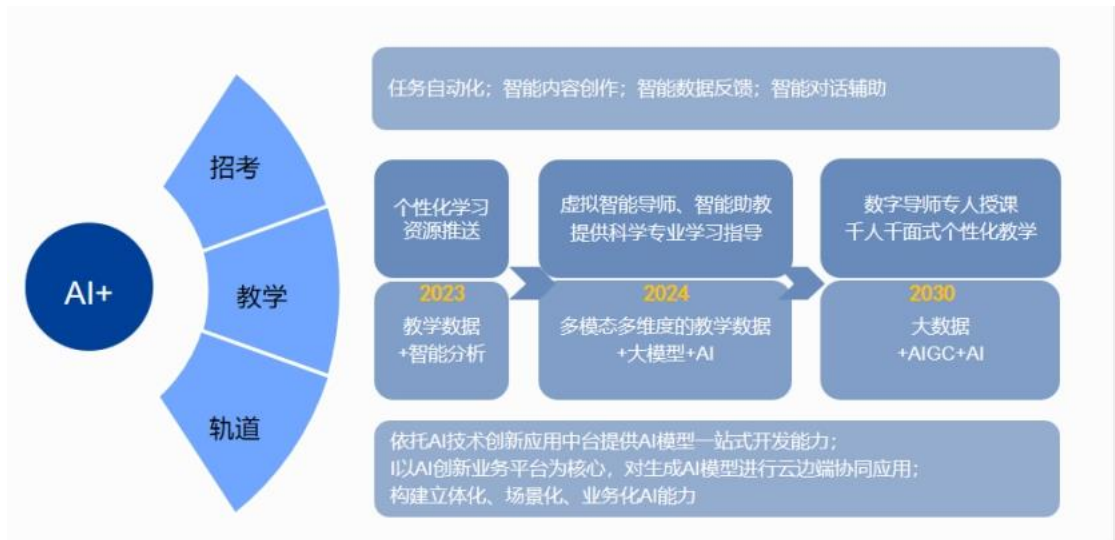 AI+
招考
教学
轨道
任务自动化；智能内容创作；智能数据反馈；智能对话辅助
个性化学习
资源推送
2023
教学数据
+智能分析
虚拟智能导师、智能助教
提供科学专业学习指导
2024
多模态多维度的教学数据
+大模型+AI
数字导师专人授课
千人千面式个性化教学
2030
大数据
+AIGC+AI
依托AI技术创新应用中台提供AI模型一站式开发能力；
I以AI创新业务平台为核心，对生成AI模型进行云边端协同应用；
构建立体化、场景化、业务化AI能力